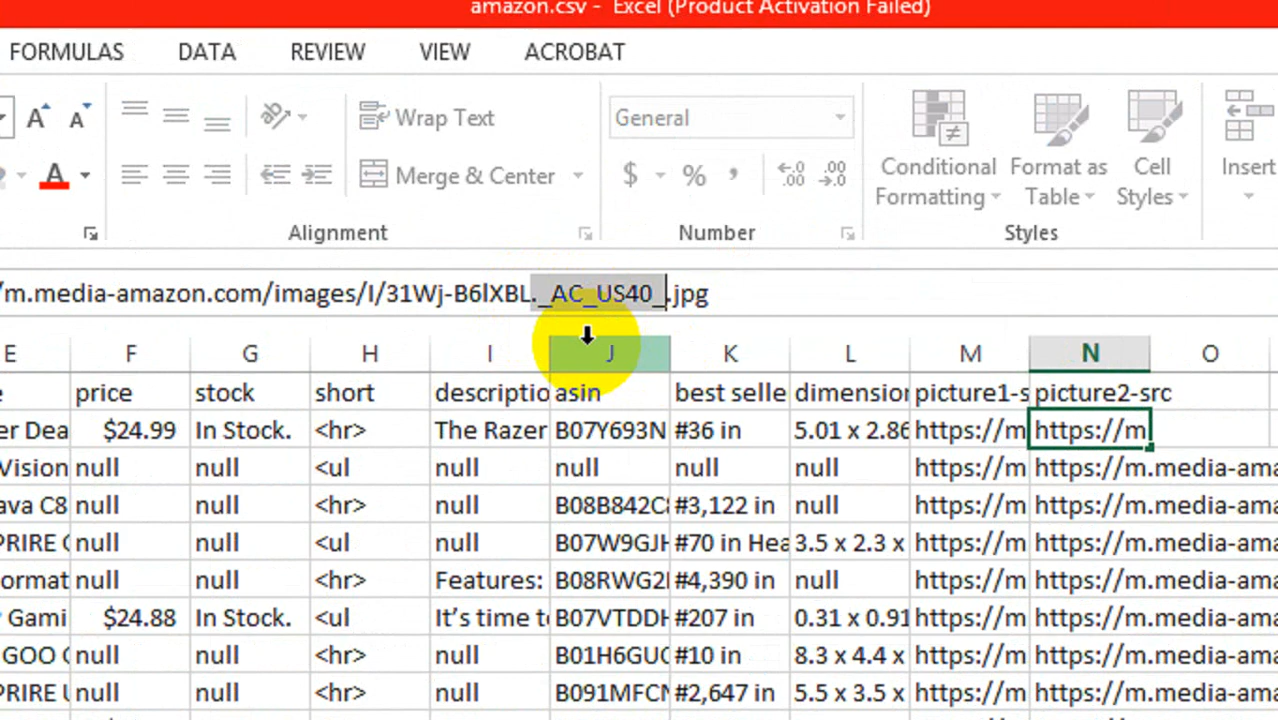 amazon.csv - Excel (Product Activation Failed)
FORMULAS DATA REVIEW VIEW ACROBAT
Wrap Text General
Merge & Center $ % Conditional Formatting Format as Table Cell Styles Insert
Alignment Number Styles
/m.media-amazon.com/images/I/31Wj-B6lXBL._AC_US40_.jpg
E F G H I J K L M N O
price stock short descriptio asin best selle dimension picture1-s picture2-src
er Dea $24.99 In Stock. <hr> The Razer B07Y693N #36 in 5.01 x 2.86 https://m https://m
Vision null null <ul null null null null https://m https://m.media-ama
ava C8 null null <hr> null B08B842C8 #3,122 in null https://m https://m.media-ama
PRIRE null null <ul null B07W9GJH #70 in Hea 3.5 x 2.3 x https://m https://m.media-ama
format null null <hr> Features: B08RWG2 #4,390 in null https://m https://m.media-ama
Gami $24.88 In Stock. <ul It's time to B07VTDDH #207 in 0.31 x 0.91 https://m https://m.media-ama
GOO null null <hr> null B01H6GUC #10 in 8.3 x 4.4 x https://m https://m.media-ama
PRIRE null null <ul null B091MFCN #2,647 in 5.5 x 3.5 x https://m https://m.media-ama